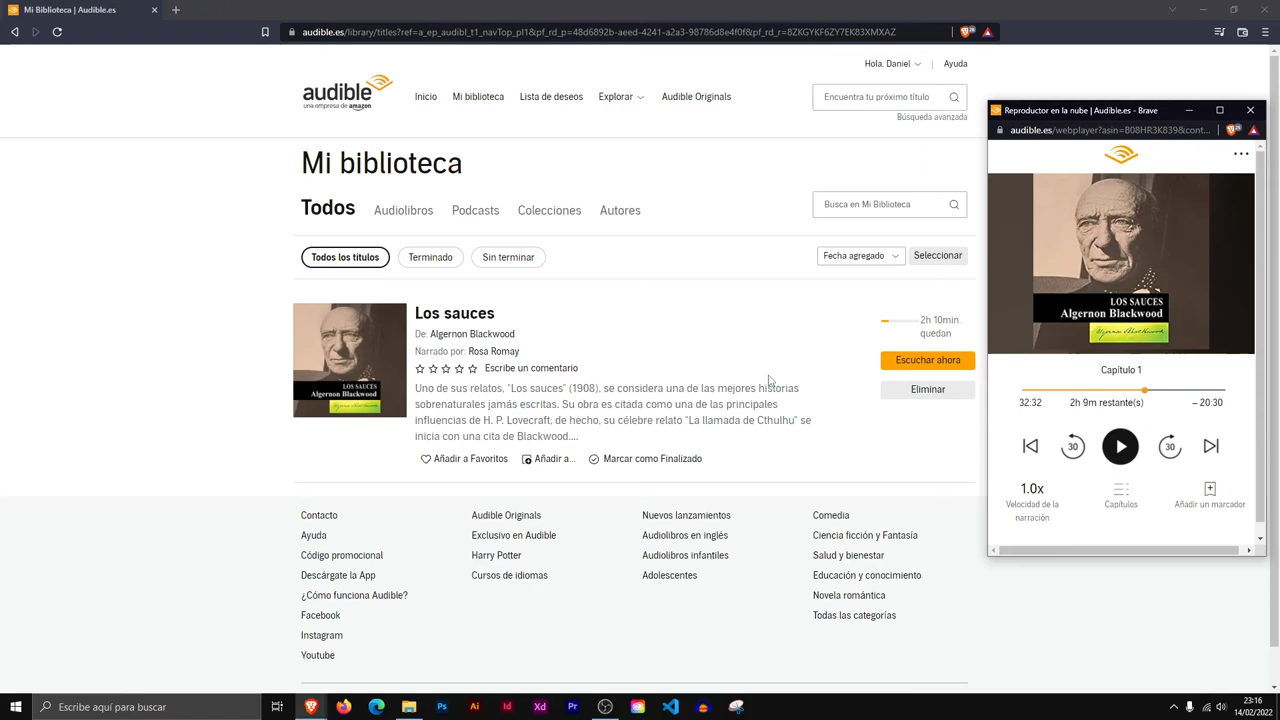 Mi Biblioteca | Audible.es
audible.es/library/titles?ref=a_ep_audibl_t1_navTop_pl1&pf_rd_p=48d6892b-aeed-4241-a2a3-98786d8e4f0f&pf_rd_r=8ZKGYKF6ZY7EK83XMXAZ
Hola, Daniel
Ayuda
audible
una empresa de amazon
Inicio
Mi biblioteca
Lista de deseos
Explorar
Audible Originals
Encuentra tu próximo título
Búsqueda avanzada
Mi biblioteca
Todos
Audiolibros
Podcasts
Colecciones
Autores
Busca en Mi Biblioteca
Todos los títulos
Terminado
Sin terminar
Fecha agregado
Seleccionar
LOS SAUCES
Algernon Blackwood
Los sauces
De: Algernon Blackwood
Narrado por: Rosa Romay
Escribe un comentario
Uno de sus relatos, "Los sauces" (1908), se considera una de las mejores historias
sobrenaturales jamás escritas. Su obra es citada como una de las principales
influencias de H. P. Lovecraft; de hecho, su célebre relato "La llamada de Cthulhu" se
inicia con una cita de Blackwood....
Añadir a Favoritos
Añadir a...
Marcar como Finalizado
2h 10min.
quedan
Escuchar ahora
Eliminar
Contacto
Ayuda
Código promocional
Descárgate la App
¿Cómo funciona Audible?
Facebook
Instagram
Youtube
Audible Originals
Exclusivo en Audible
Harry Potter
Cursos de idiomas
Nuevos lanzamientos
Audiolibros en inglés
Audiolibros infantiles
Adolescentes
Comedia
Ciencia ficción y Fantasía
Salud y bienestar
Educación y conocimiento
Novela romántica
Todas las categorías
Reproductor en la nube | Audible.es - Brave
audible.es/webplayer?asin=B08HR3K839&cont...
LOS SAUCES
Algernon Blackwood
Capítulo 1
32:32
2h 9m restante(s)
– 20:30
30
30
1.0x
Velocidad de la
narración
Capítulos
Añadir un marcador
Escribe aquí para buscar
Ps
Ai
Id
Xd
Pr
23:16
14/02/2022